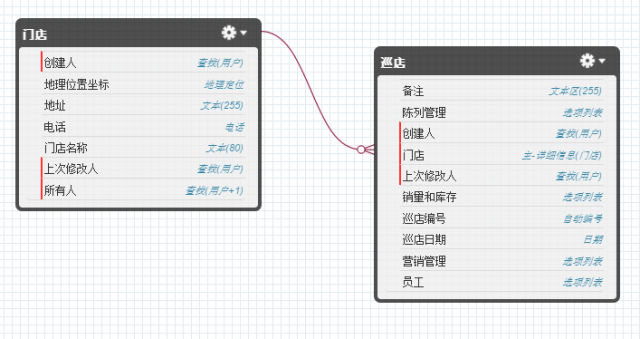 门店
创建人 查找(用户)
地理位置坐标 地理定位
地址 文本(255)
电话 电话
门店名称 文本(80)
上次修改人 查找(用户)
所有人 查找(用户+1)
巡店
备注 文本区(255)
陈列管理 选项列表
创建人 查找(用户)
门店 主-详细信息(门店)
上次修改人 查找(用户)
销量和库存 选项列表
巡店编号 自动编号
巡店日期 日期
营销管理 选项列表
员工 选项列表